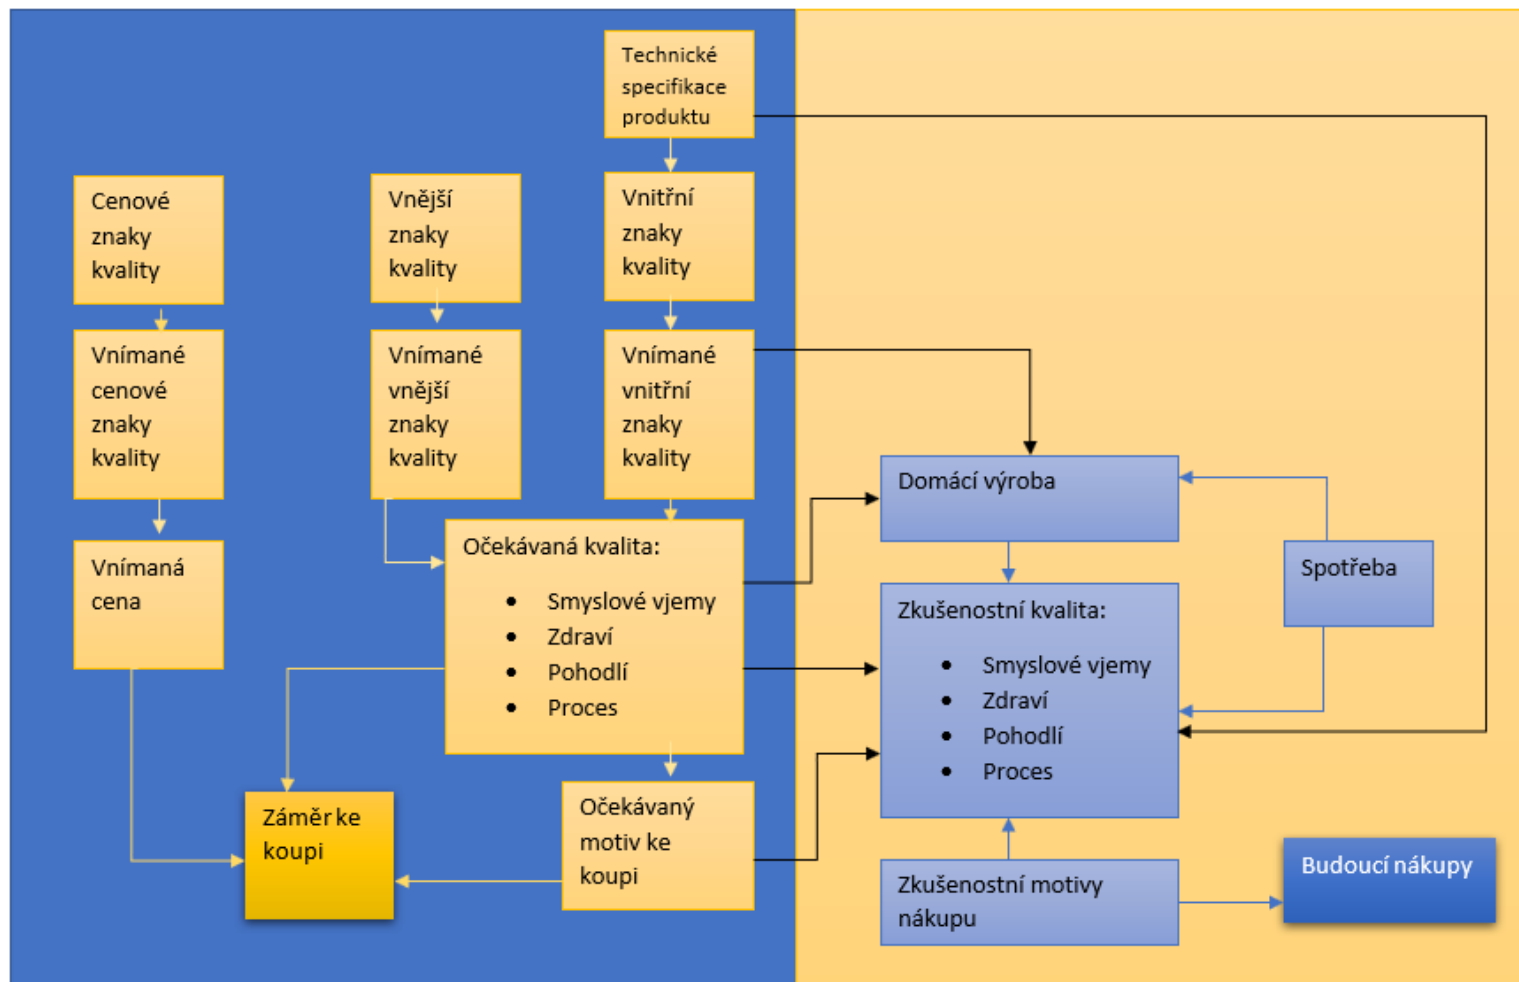 Technické
specifikace
produktu
Cenové
znaky
kvality
Vnější
znaky
kvality
Vnitřní
znaky
kvality
Vnímané
cenové
znaky
kvality
Vnímané
vnější
znaky
kvality
Vnímané
vnitřní
znaky
kvality
Domácí výroba
Vnímaná
cena
Očekávaná kvalita:
• Smyslové vjemy
• Zdraví
• Pohodlí
• Proces
Spotřeba
Zkušenostní kvalita:
• Smyslové vjemy
• Zdraví
• Pohodlí
• Proces
Záměr ke
koupi
Očekávaný
motiv ke
koupi
Zkušenostní motivy
nákupu
Budoucí nákupy